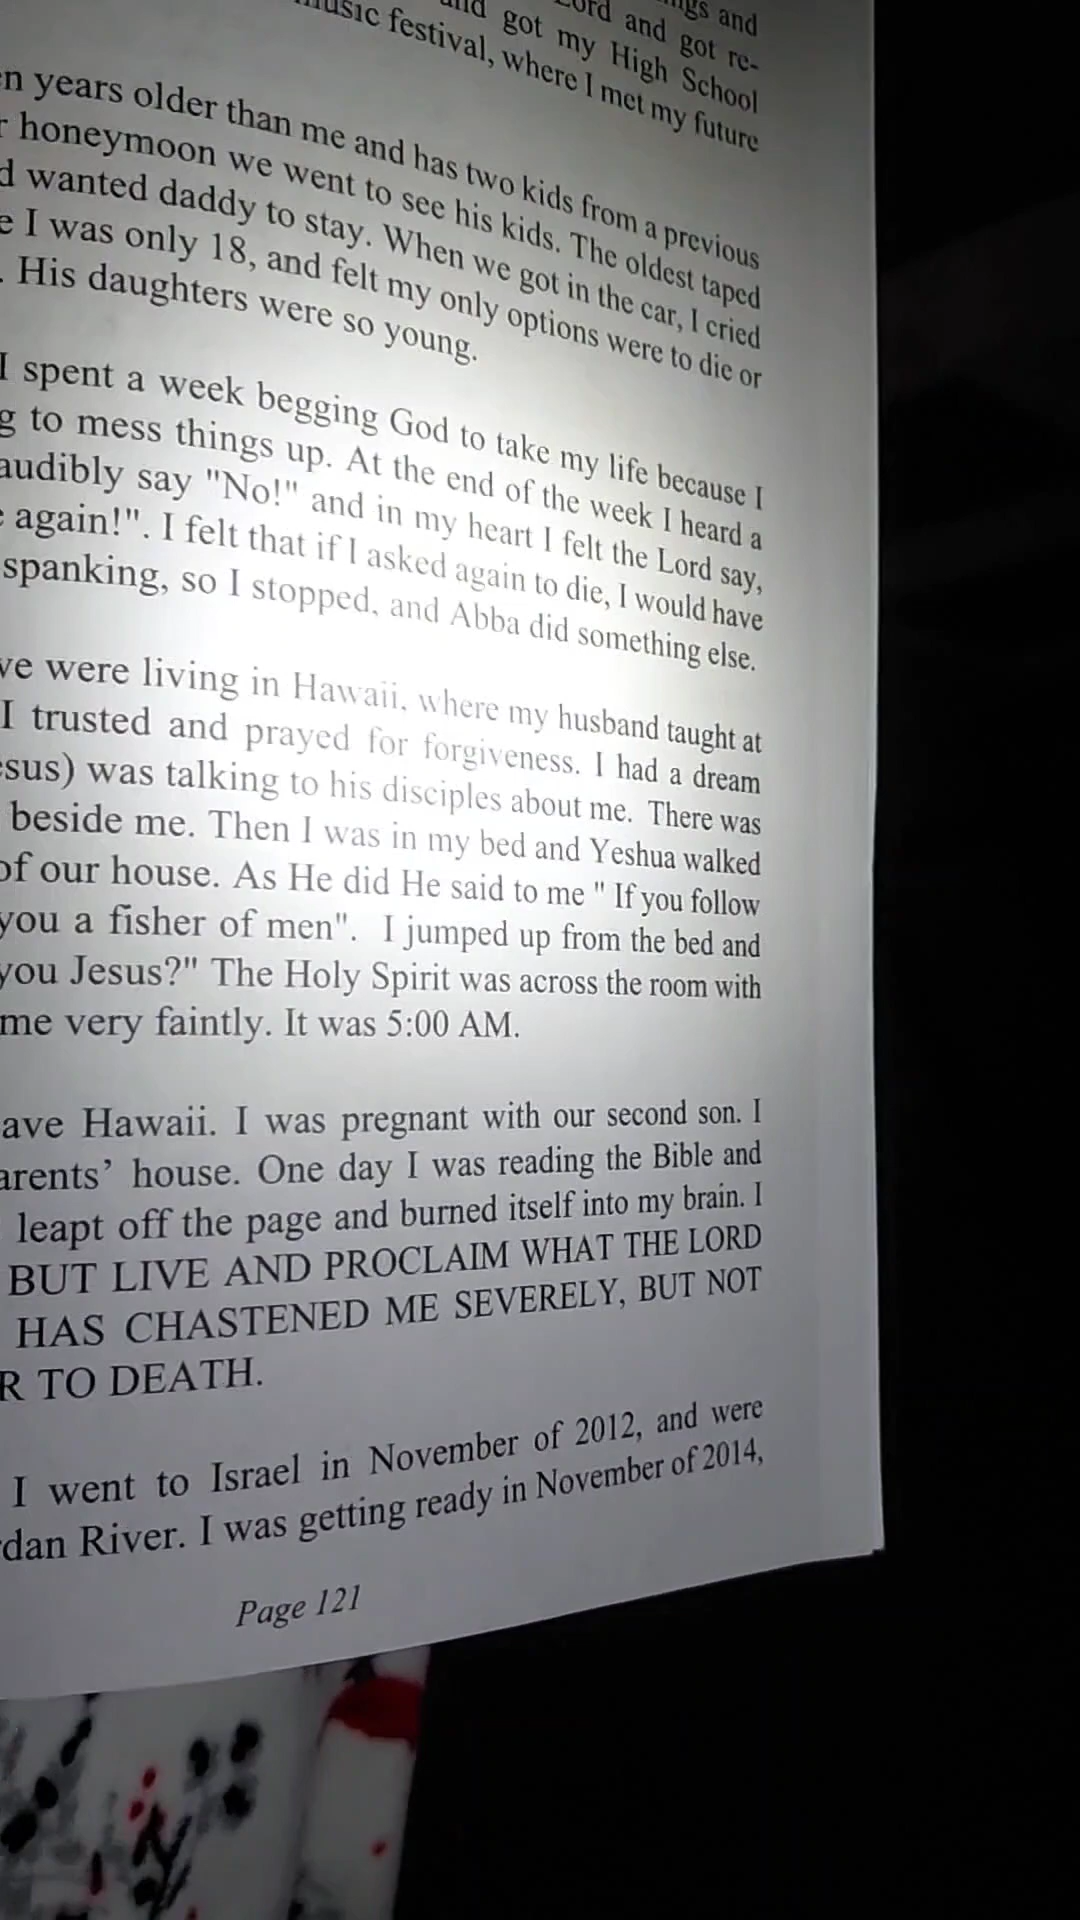 ngs and
Lord and got re-
and got my High School
music festival, where I met my future
en years older than me and has two kids from a previous
r honeymoon we went to see his kids. The oldest taped
d wanted daddy to stay. When we got in the car, I cried
e I was only 18, and felt my only options were to die or
. His daughters were so young.
I spent a week begging God to take my life because I
g to mess things up. At the end of the week I heard a
audibly say "No!" and in my heart I felt the Lord say,
e again!". I felt that if I asked again to die, I would have
spanking, so I stopped, and Abba did something else.
we were living in Hawaii, where my husband taught at
I trusted and prayed for forgiveness. I had a dream
esus) was talking to his disciples about me. There was
beside me. Then I was in my bed and Yeshua walked
of our house. As He did He said to me " If you follow
you a fisher of men". I jumped up from the bed and
you Jesus?" The Holy Spirit was across the room with
me very faintly. It was 5:00 AM.
ave Hawaii. I was pregnant with our second son. I
arents’ house. One day I was reading the Bible and
leapt off the page and burned itself into my brain. I
BUT LIVE AND PROCLAIM WHAT THE LORD
HAS CHASTENED ME SEVERELY, BUT NOT
R TO DEATH.
I went to Israel in November of 2012, and were
dan River. I was getting ready in November of 2014,
Page 121